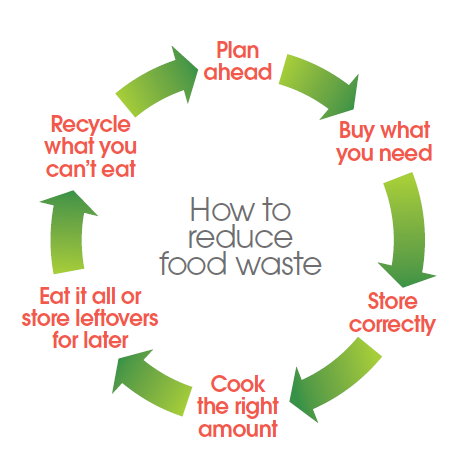 Plan
ahead
Buy what
you need
Store
correctly
Cook
the right
amount
Eat it all or
store leftovers
for later
Recycle
what you
can’t eat
How to
reduce
food waste